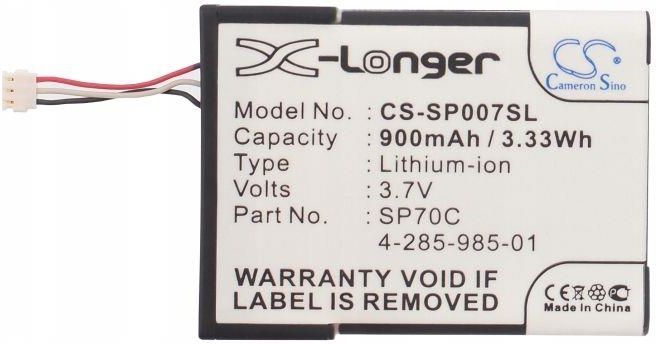 X-Longer
CS
Cameron Sino
Model : CS-SP007SL
Capacity : 900mAh / 3.33Wh
Type : Lithium-ion
Volts : 3.7V
Part No. : SP70C
4-285-985-01
WARRANTY VOID IF
LABEL IS REMOVED
CE
Made in China